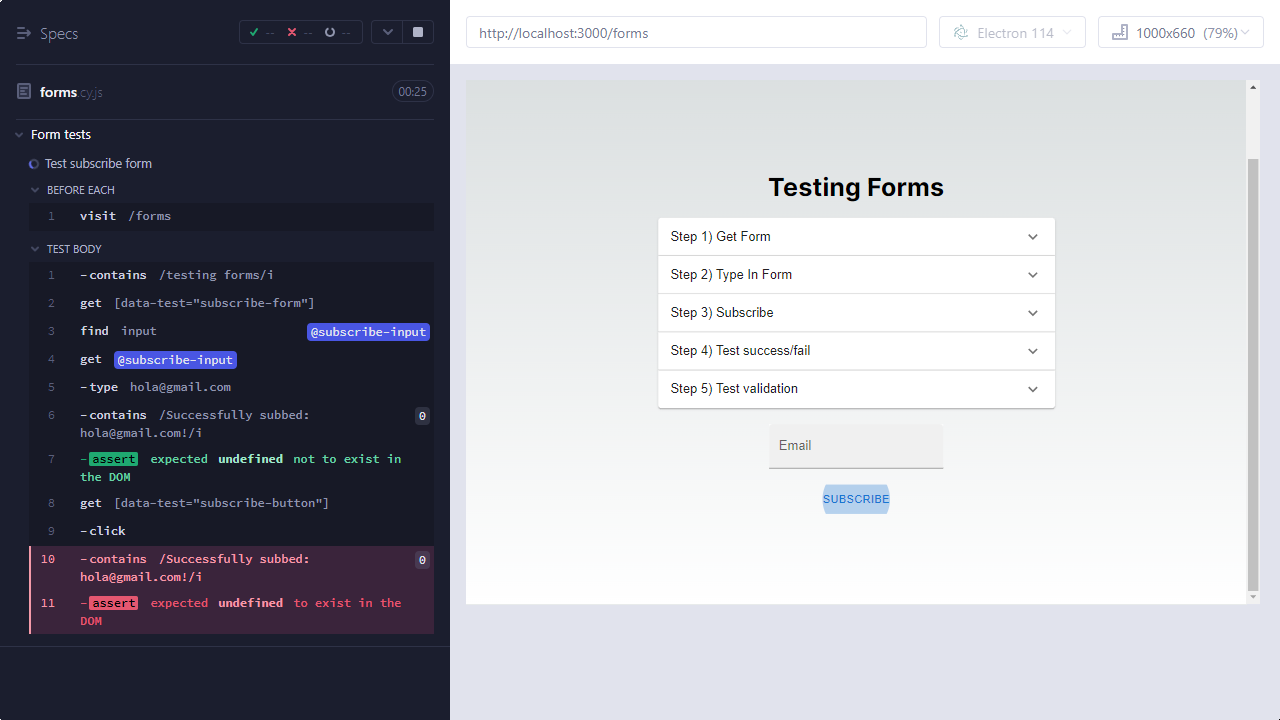 Specs
-- -- --
forms.cy.js
00:25
Form tests
Test subscribe form
BEFORE EACH
1 visit /forms
TEST BODY
1 -contains /testing forms/i
2 get [data-test="subscribe-form"]
3 find input @subscribe-input
4 get @subscribe-input
5 -type hola@gmail.com
6 -contains /Successfully subbed: 0
hola@gmail.com!/i
7 -assert expected undefined not to exist in
the DOM
8 get [data-test="subscribe-button"]
9 -click
10 -contains /Successfully subbed: 0
hola@gmail.com!/i
11 -assert expected undefined to exist in the
DOM
http://localhost:3000/forms
Electron 114
1000x660 (79%)
Testing Forms
Step 1) Get Form
Step 2) Type In Form
Step 3) Subscribe
Step 4) Test success/fail
Step 5) Test validation
Email
SUBSCRIBE